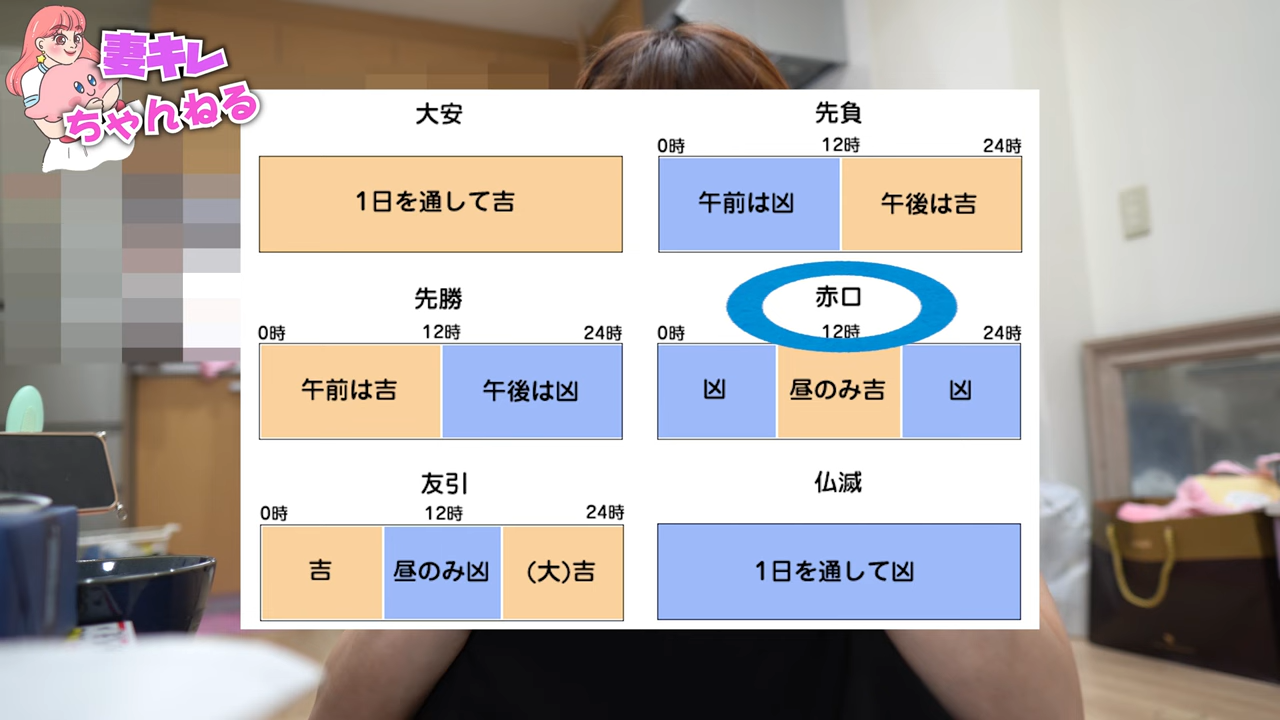 妻キレ
ちゃんねる
大安
1日を通して吉
先負
0時 12時 24時
午前は凶 午後は吉
先勝
0時 12時 24時
午前は吉 午後は凶
赤口
0時 12時 24時
凶 昼のみ吉 凶
友引
0時 12時 24時
吉 昼のみ凶 (大)吉
仏滅
1日を通して凶